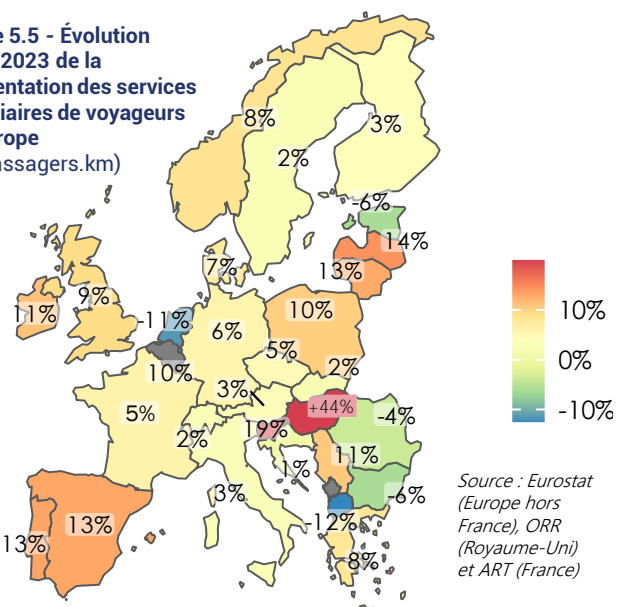 e 5.5 - Évolution
2023 de la
entation des services
iaires de voyageurs
rope
assagers.km)
8%
3%
2%
-6%
14%
13%
7%
9%
11%
-11%
6%
10%
5%
10%
2%
3%
5%
+44%
-4%
19%
2%
11%
1%
3%
-6%
13%
13%
-12%
8%
10%
0%
-10%
Source : Eurostat
(Europe hors
France), ORR
(Royaume-Uni)
et ART (France)